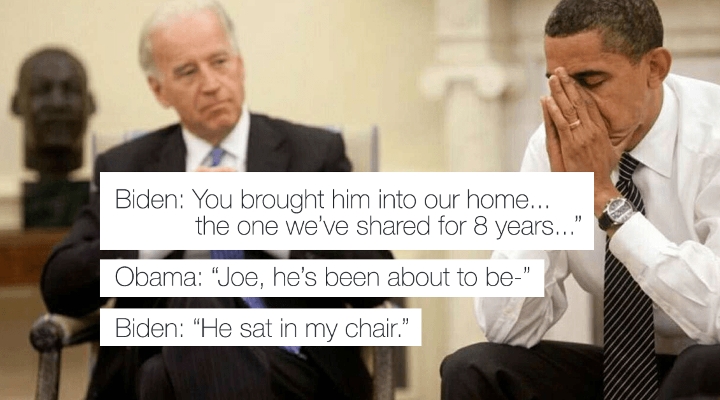 Biden: You brought him into our home...
the one we've shared for 8 years...”
Obama: “Joe, he's been about to be-”
Biden: “He sat in my chair.”